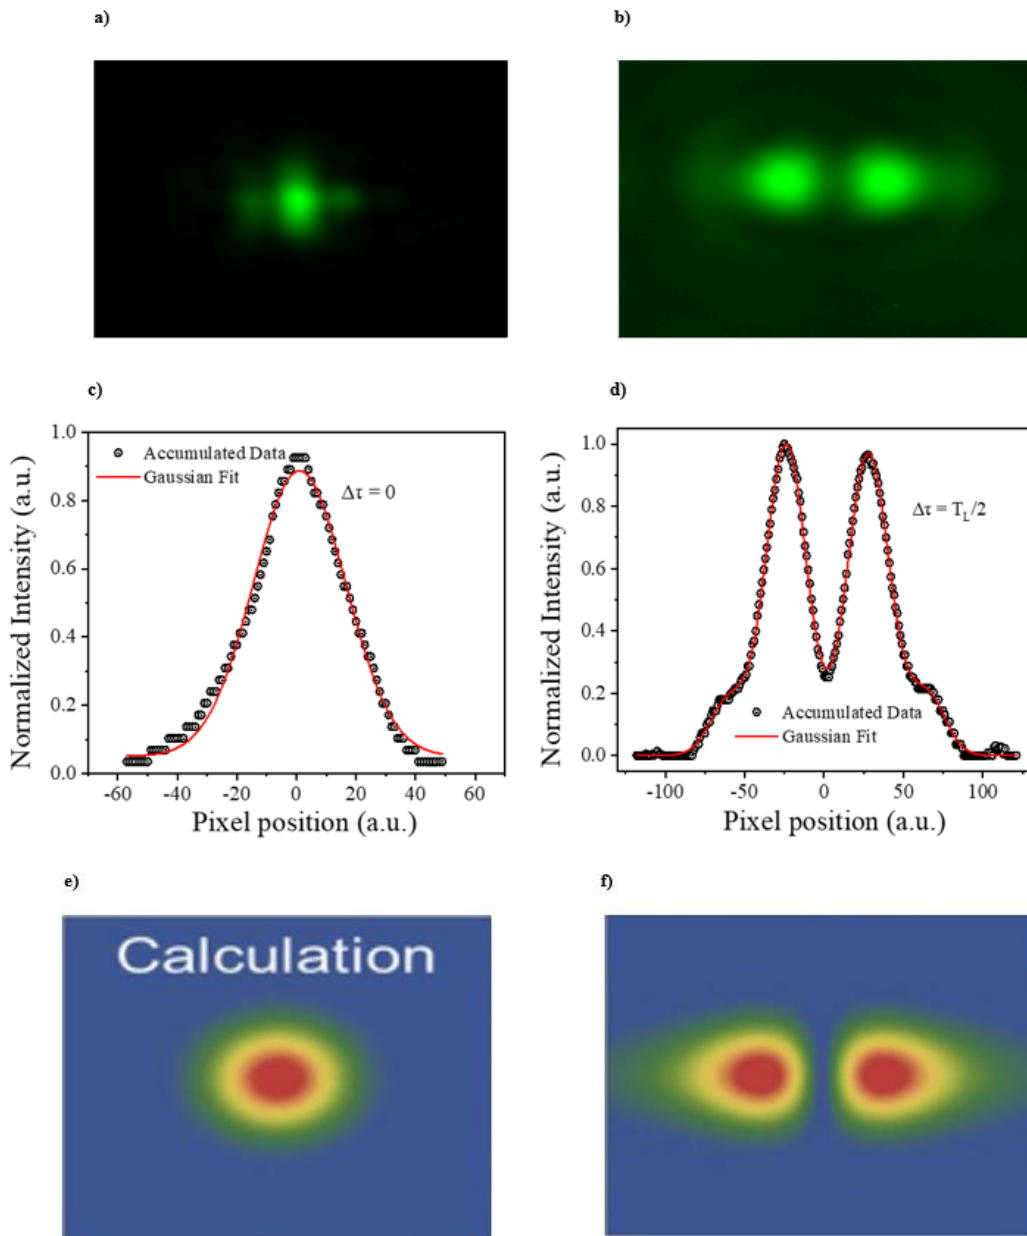 a)
b)
c)
d)
1.0
0.8
0.6
0.4
0.2
0.0
Normalized Intensity (a.u.)
Accumulated Data
Gaussian Fit
Δτ = 0
-60 -40 -20 0 20 40 60
Pixel position (a.u.)
1.0
0.8
0.6
0.4
0.2
0.0
Normalized Intensity (a.u.)
Δτ = T_L/2
Accumulated Data
Gaussian Fit
-100 -50 0 50 100
Pixel position (a.u.)
e)
f)
Calculation